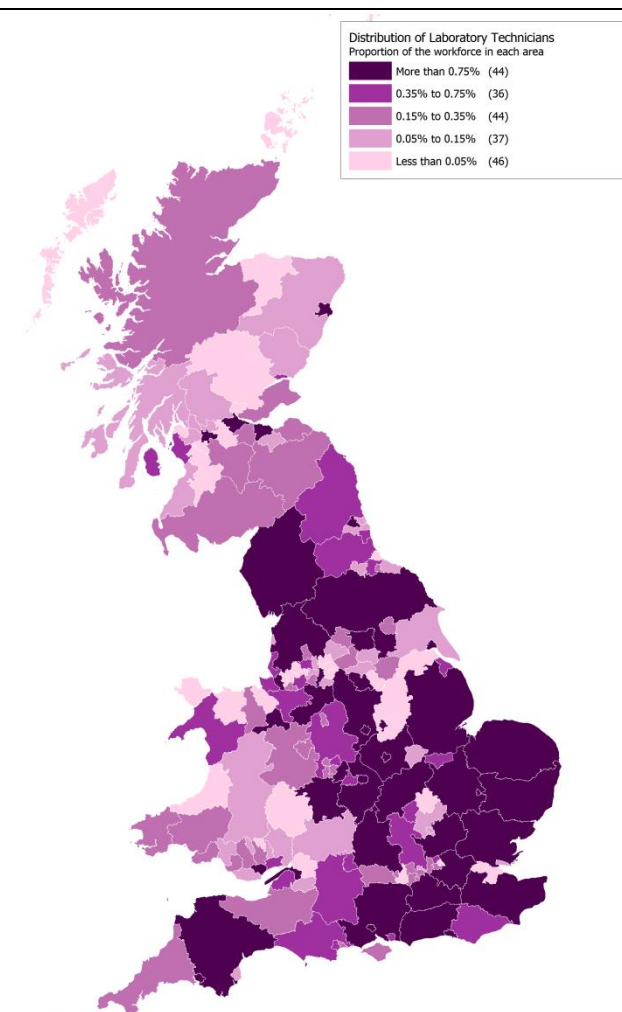 Distribution of Laboratory Technicians
Proportion of the workforce in each area
More than 0.75% (44)
0.35% to 0.75% (36)
0.15% to 0.35% (44)
0.05% to 0.15% (37)
Less than 0.05% (46)